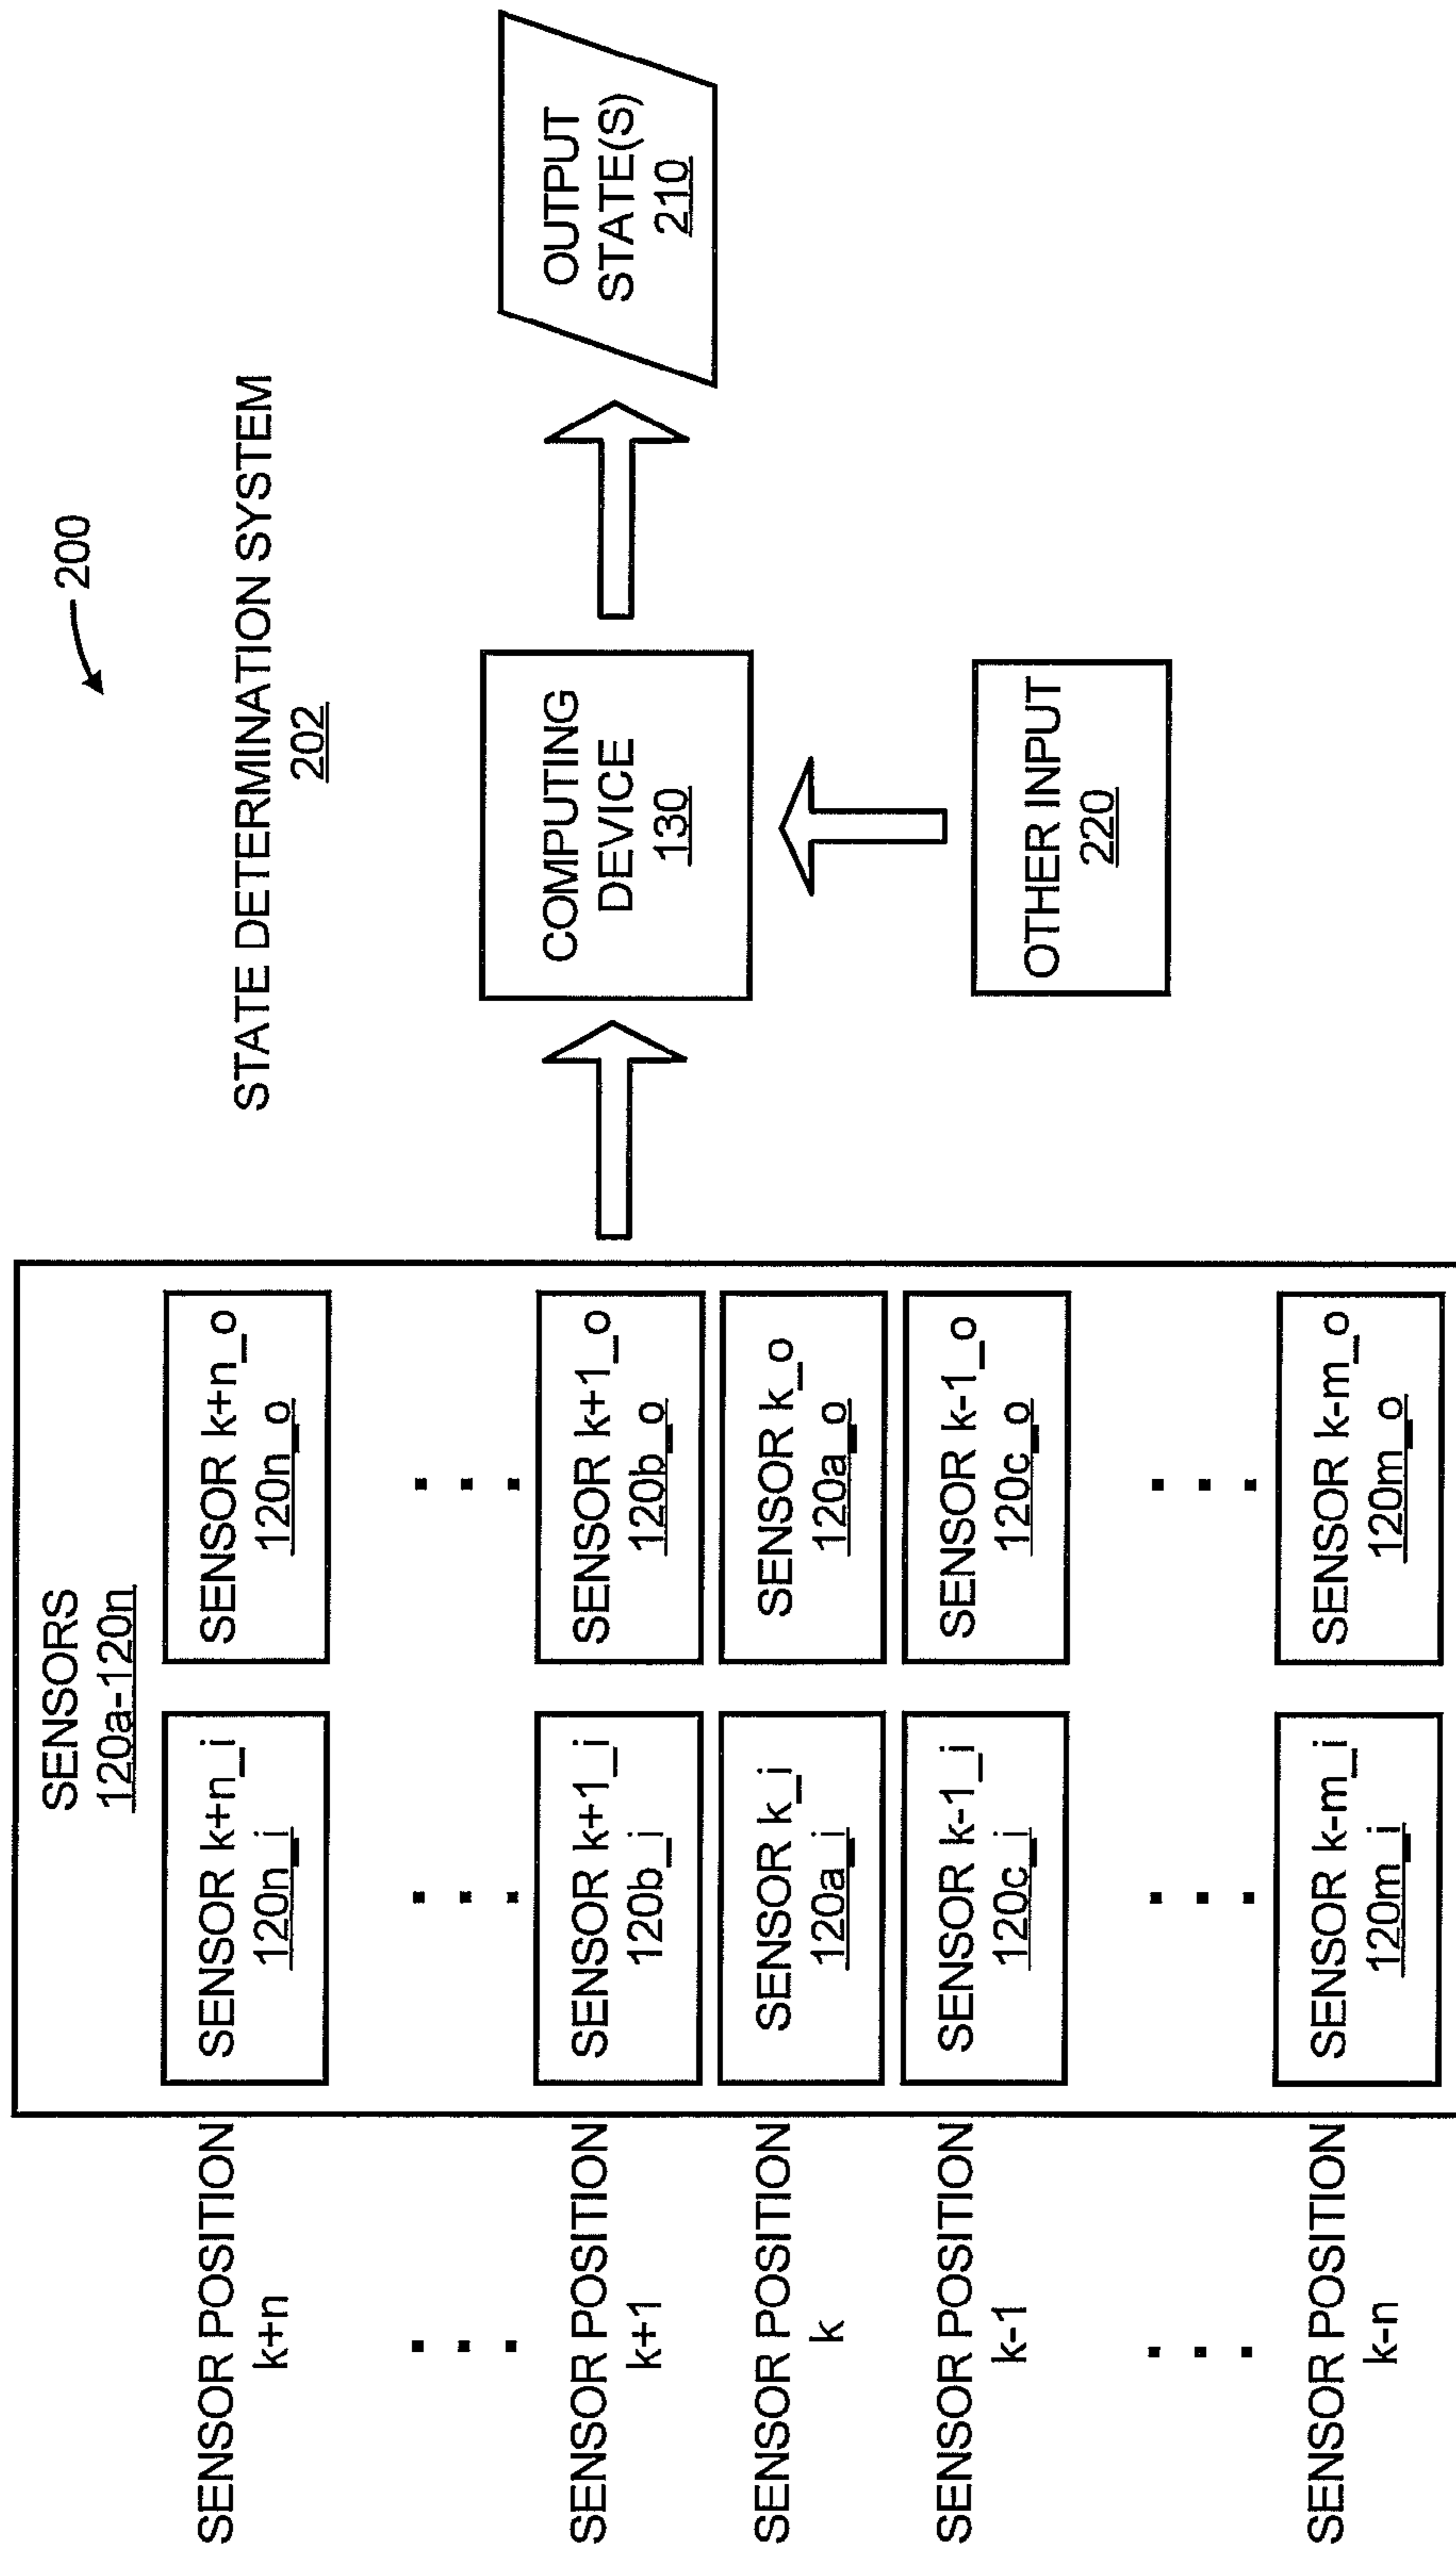 200
STATE DETERMINATION SYSTEM
202
SENSORS
120a-120n
SENSOR POSITION
k+n
SENSOR k+n_i
120n_i
SENSOR k+n_o
120n_o
SENSOR POSITION
k+1
SENSOR k+1_i
120b_i
SENSOR k+1_o
120b_o
SENSOR POSITION
k
SENSOR k_i
120a_i
SENSOR k_o
120a_o
SENSOR POSITION
k-1
SENSOR k-1_i
120c_i
SENSOR k-1_o
120c_o
SENSOR POSITION
k-n
SENSOR k-m_i
120m_i
SENSOR k-m_o
120m_o
COMPUTING
DEVICE
130
OTHER INPUT
220
OUTPUT
STATE(S)
210